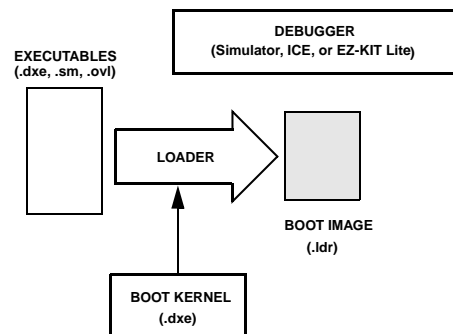 DEBUGGER
(Simulator, ICE, or EZ-KIT Lite)
EXECUTABLES
(.dxe, .sm, .ovl)
LOADER
BOOT IMAGE
(.ldr)
BOOT KERNEL
(.dxe)